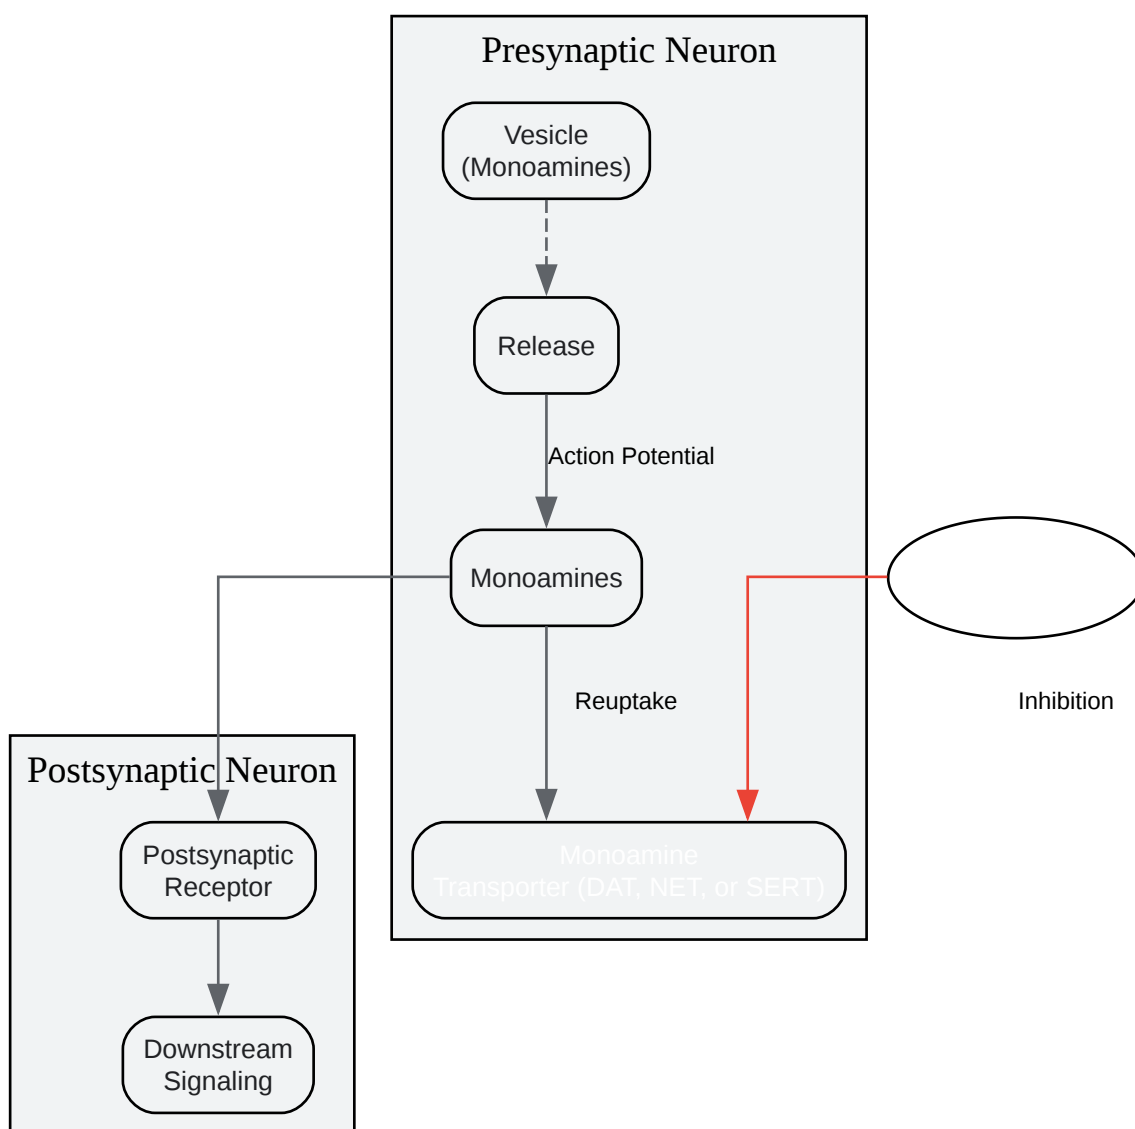 Presynaptic Neuron
Vesicle
(Monoamines)
Release
Action Potential
Monoamines
Reuptake
Inhibition
Postsynaptic Neuron
Postsynaptic
Receptor
Monoamine
Transporter (DAT, NET, or SERT)
Downstream
Signaling